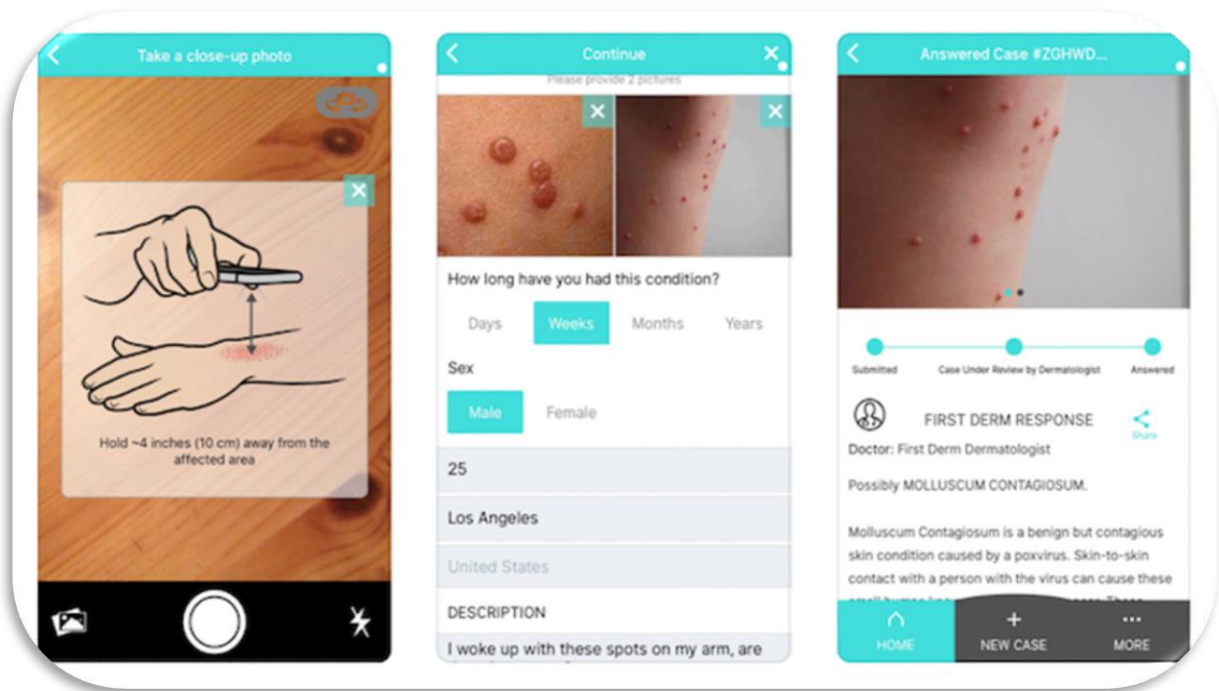 Take a close-up photo
Hold ~4 inches (10 cm) away from the
affected area
Continue
Please provide 2 pictures
How long have you had this condition?
Days Weeks Months Years
Sex
Male Female
25
Los Angeles
United States
DESCRIPTION
I woke up with these spots on my arm, are
Answered Case #ZGHWD...
Submitted Case Under Review by Dermatologist Answered
FIRST DERM RESPONSE
Share
Doctor: First Derm Dermatologist
Possibly MOLLUSCUM CONTAGIOSUM.
Molluscum Contagiosum is a benign but contagious
skin condition caused by a poxvirus. Skin-to-skin
contact with a person with the virus can cause these
HOME NEW CASE MORE